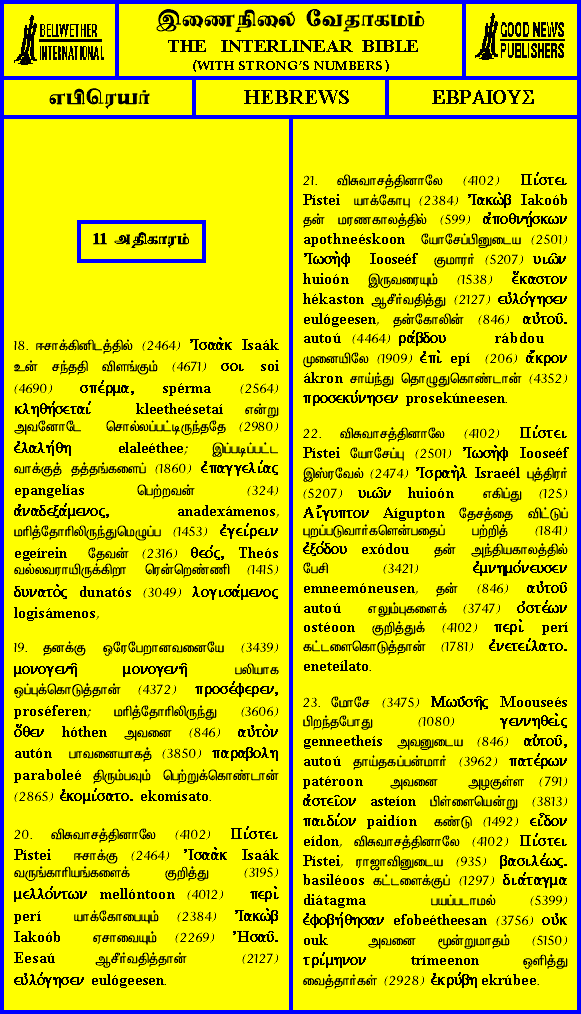 BELLWETHER
INTERNATIONAL
இணைநிலை வேதாகமம்
THE INTERLINEAR BIBLE
(WITH STRONG'S NUMBERS)
GOOD NEWS
PUBLISHERS
எபிரெயர்
HEBREWS
ΕΒΡΑΙΟΥΣ
11 அதிகாரம்
18. ஈசாக்கினிடத்தில் (2464) Ἰσαὰκ Isaák
உன் சந்ததி விளங்கும் (4671) σοι soi
(4690) σπέρμα, spérma (2564)
κληθήσεταί kleetheésetaí என்று
அவனோடே சொல்லப்பட்டிருந்ததே (2980)
ἐλαλήθη elaleéthee; இப்படிப்பட்ட
வாக்குத் தத்தங்களைப் (1860) ἐπαγγελίας
epangelías பெற்றவன் (324)
ἀναδεξάμενος, anadexámenos,
மரித்தோரிலிருந்துமெழுப்ப (1453) ἐγείρειν
egeírein தேவன் (2316) θεός, Theós
வல்லவராயிருக்கிறா ரென்றெண்ணி (1415)
δυνατὸς dunatós (3049) λογισάμενος
logisámenos,
19. தனக்கு ஒரேபேறானவனையே (3439)
μονογενῆ μονογενῆ பலியாக
ஒப்புக்கொடுத்தான் (4372) προσέφερεν,
proséferen; மரித்தோரிலிருந்து (3606)
ὅθεν hóthen அவனை (846) αὐτὸν
autón பாவனையாகத் (3850) παραβολη
paraboleé திரும்பவும் பெற்றுக்கொண்டான்
(2865) ἐκομίσατο. ekomísato.
20. விசுவாசத்தினாலே (4102) Πίστει
Pístei ஈசாக்கு (2464) Ἰσαὰκ Isaák
வருங்காரியங்களைக் குறித்து (3195)
μελλόντων mellóntoon (4012) περὶ
perí யாக்கோபையும் (2384) Ἰακὼβ
Iakoób ஏசாவையும் (2269) Ἠσαῦ.
Eesaú ஆசீர்வதித்தான் (2127)
εὐλόγησεν eulógeesen.
21. விசுவாசத்தினாலே (4102) Πίστει
Pístei யாக்கோபு (2384) Ἰακὼβ Iakoób
தன் மரணகாலத்தில் (599) ἀποθνῄσκων
apothneéskoon யோசேப்பினுடைய (2501)
Ἰωσὴφ Iooseéf குமாரர் (5207) υιῶν
huioón இருவரையும் (1538) ἕκαστον
hékaston ஆசீர்வதித்து (2127) εὐλόγησεν
eulógeesen, தன்கோலின் (846) αὐτοῦ.
autoú (4464) ῥάβδου rábdou
முனையிலே (1909) ἐπὶ epí (206) ἄκρον
ákron சாய்ந்து தொழுதுகொண்டான் (4352)
προσεκύνησεν prosekúneesen.
22. விசுவாசத்தினாலே (4102) Πίστει
Pístei யோசேப்பு (2501) Ἰωσὴφ Iooseéf
இஸ்ரவேல் (2474) Ἰσραὴλ Israeél புத்திரர்
(5207) υιῶν huioón எகிப்து (125)
Αἴγυπτον Aígupton தேசத்தை விட்டுப்
புறப்படுவார்களென்பதைப் பற்றித் (1841)
ἐξόδου exódou தன் அந்தியகாலத்தில்
பேசி (3421) ἐμνημόνευσεν
emneemóneusen, தன் (846) αὐτοῦ
autoú எலும்புகளைக் (3747) ὀστέων
ostéoon குறித்துக் (4102) περὶ perí
கட்டளைகொடுத்தான் (1781) ἐνετείλατο.
eneteílato.
23. மோசே (3475) Μωϋσῆς Moouseés
பிறந்தபோது (1080) γεννηθεὶς
genneetheís அவனுடைய (846) αὐτοῦ,
autoú தாய்தகப்பன்மார் (3962) πατέρων
patéroon அவனை அழகுள்ள (791)
ἀστεῖον asteíon பிள்ளையென்று (3813)
παιδίον paidíon கண்டு (1492) εἶδον
eídon, விசுவாசத்தினாலே (4102) Πίστει
Pístei, ராஜாவினுடைய (935) βασιλέως.
basiléoos கட்டளைக்குப் (1297) διάταγμα
diátagma பயப்படாமல் (5399)
ἐφοβήθησαν efobeétheesan (3756) οὐκ
ouk அவனை மூன்றுமாதம் (5150)
τρίμηνον trímeenon ஒளித்து
வைத்தார்கள் (2928) ἐκρύβη ekrúbee.